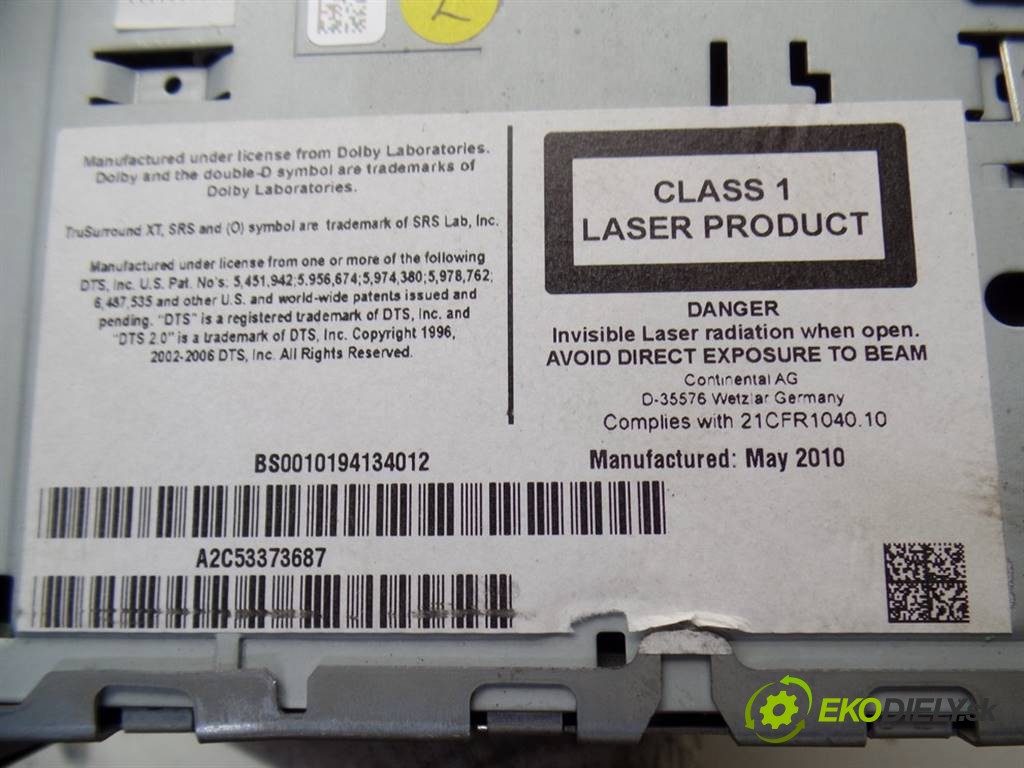 Manufactured under license from Dolby Laboratories.
Dolby and the double-D symbol are trademarks of
Dolby Laboratories.
TruSurround XT, SRS and (O) symbol are trademark of SRS Lab, Inc.
Manufactured under license from one or more of the following
DTS, Inc. U.S. Pat. No's: 5,451,942;5,956,674;5,974,380;5,978,762;
6,487,535 and other U.S. and world-wide patents issued and
pending. "DTS" is a registered trademark of DTS, Inc. and
"DTS 2.0" is a trademark of DTS, Inc. Copyright 1996,
2002-2006 DTS, Inc. All Rights Reserved.
CLASS 1
LASER PRODUCT
DANGER
Invisible Laser radiation when open.
AVOID DIRECT EXPOSURE TO BEAM
Continental AG
D-35576 Wetzlar Germany
Complies with 21CFR1040.10
BS0010194134012
Manufactured: May 2010
A2C53373687
EKODIELY.sk